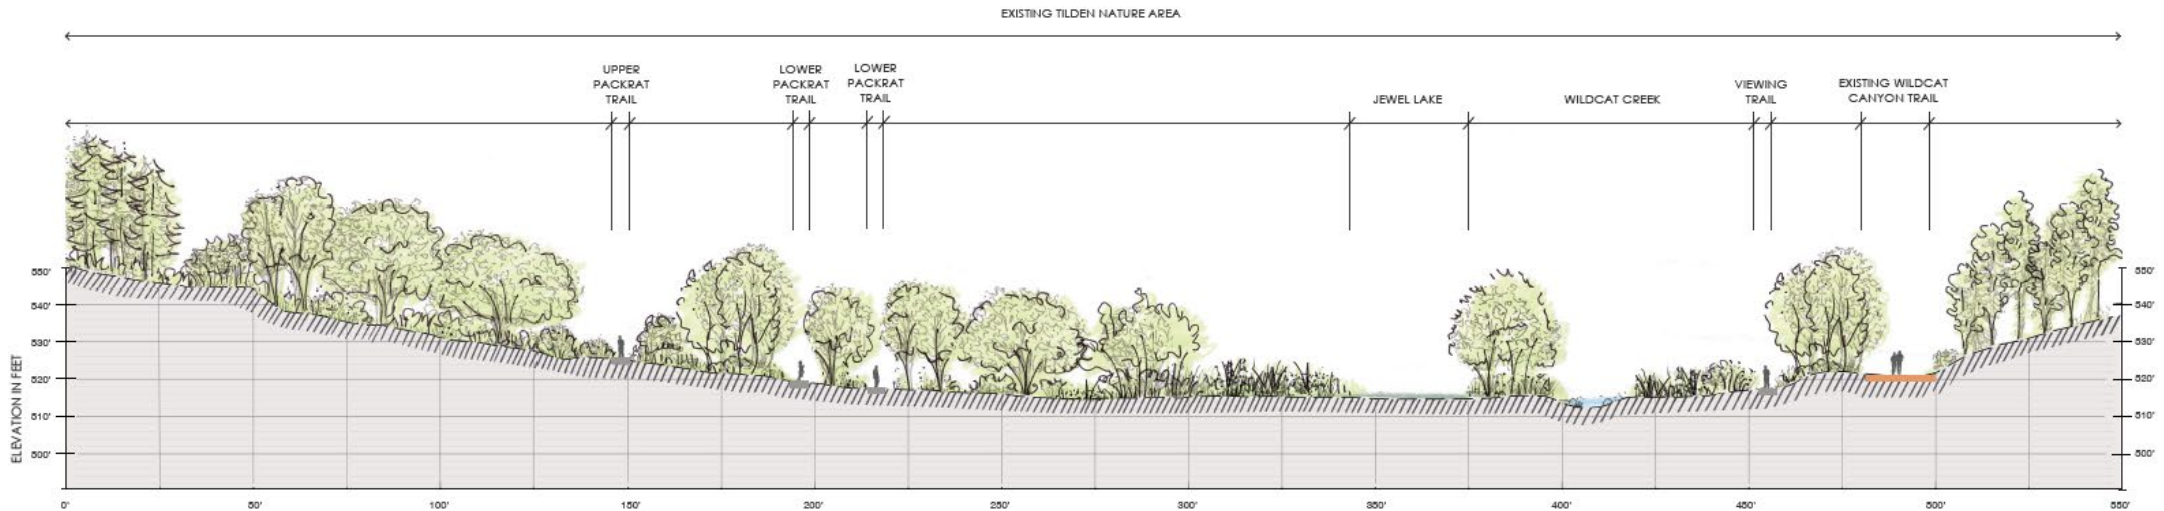 EXISTING TILDEN NATURE AREA
UPPER
PACKRAT
TRAIL
LOWER
PACKRAT
TRAIL
LOWER
PACKRAT
TRAIL
JEWEL LAKE
WILDCAT CREEK
VIEWING
TRAIL
EXISTING WILDCAT
CANYON TRAIL
ELEVATION IN FEET
550'
540'
530'
520'
510'
500'
550'
540'
530'
520'
510'
500'
0'
50'
100'
150'
200'
250'
300'
350'
400'
450'
500'
550'